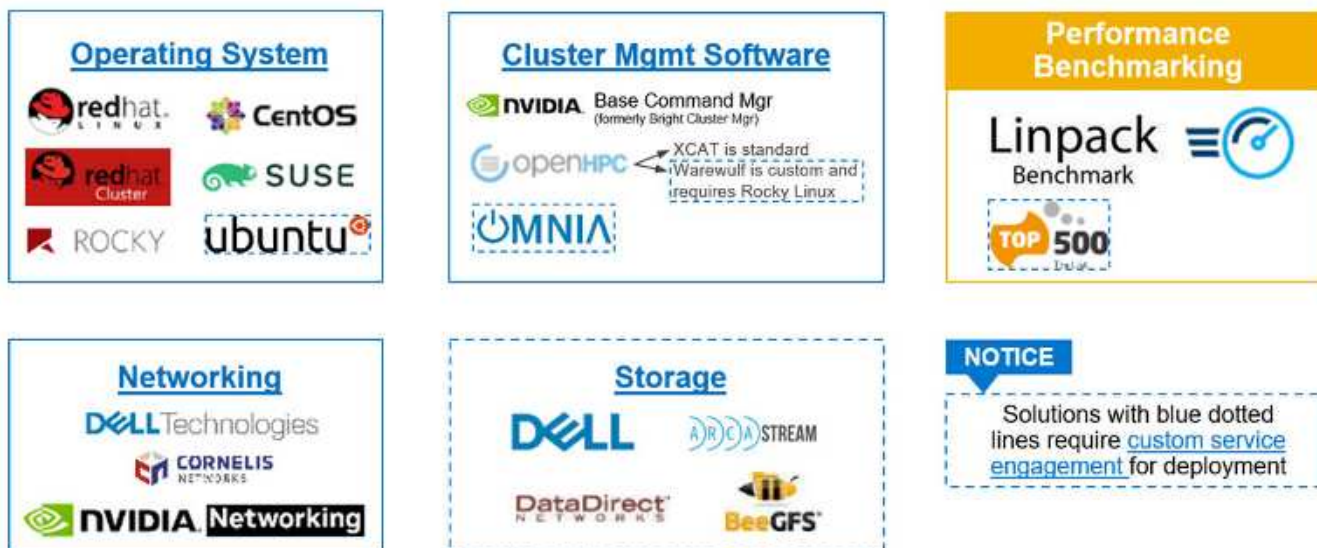 Operating System
redhat.
LINUX
CentOS
redhat
Cluster
SUSE
ROCKY
ubuntu
Cluster Mgmt Software
NVIDIA. Base Command Mgr
(formerly Bright Cluster Mgr)
openHPC
XCAT is standard
Warewulf is custom and
requires Rocky Linux
OMNIA
Performance
Benchmarking
Linpack
Benchmark
TOP 500
The List.
Networking
DELLTechnologies
CORNELIS
NETWORKS
NVIDIA. Networking
Storage
DELL
ARCASTREAM
DataDirect
NETWORKS
BeeGFS
NOTICE
Solutions with blue dotted
lines require custom service
engagement for deployment